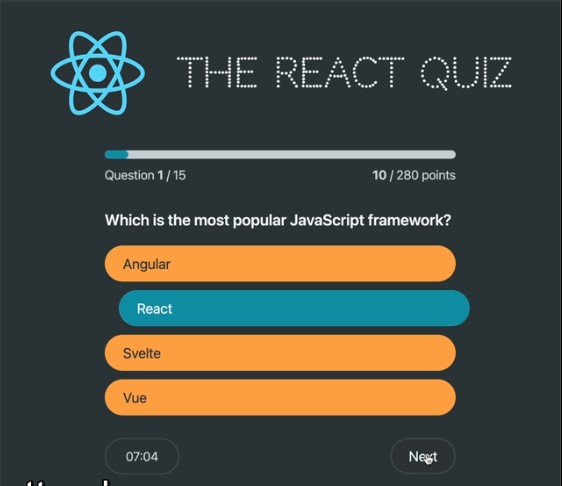 THE REACT QUIZ
Question 1 / 15
10 / 280 points
Which is the most popular JavaScript framework?
Angular
React
Svelte
Vue
07:04
Next